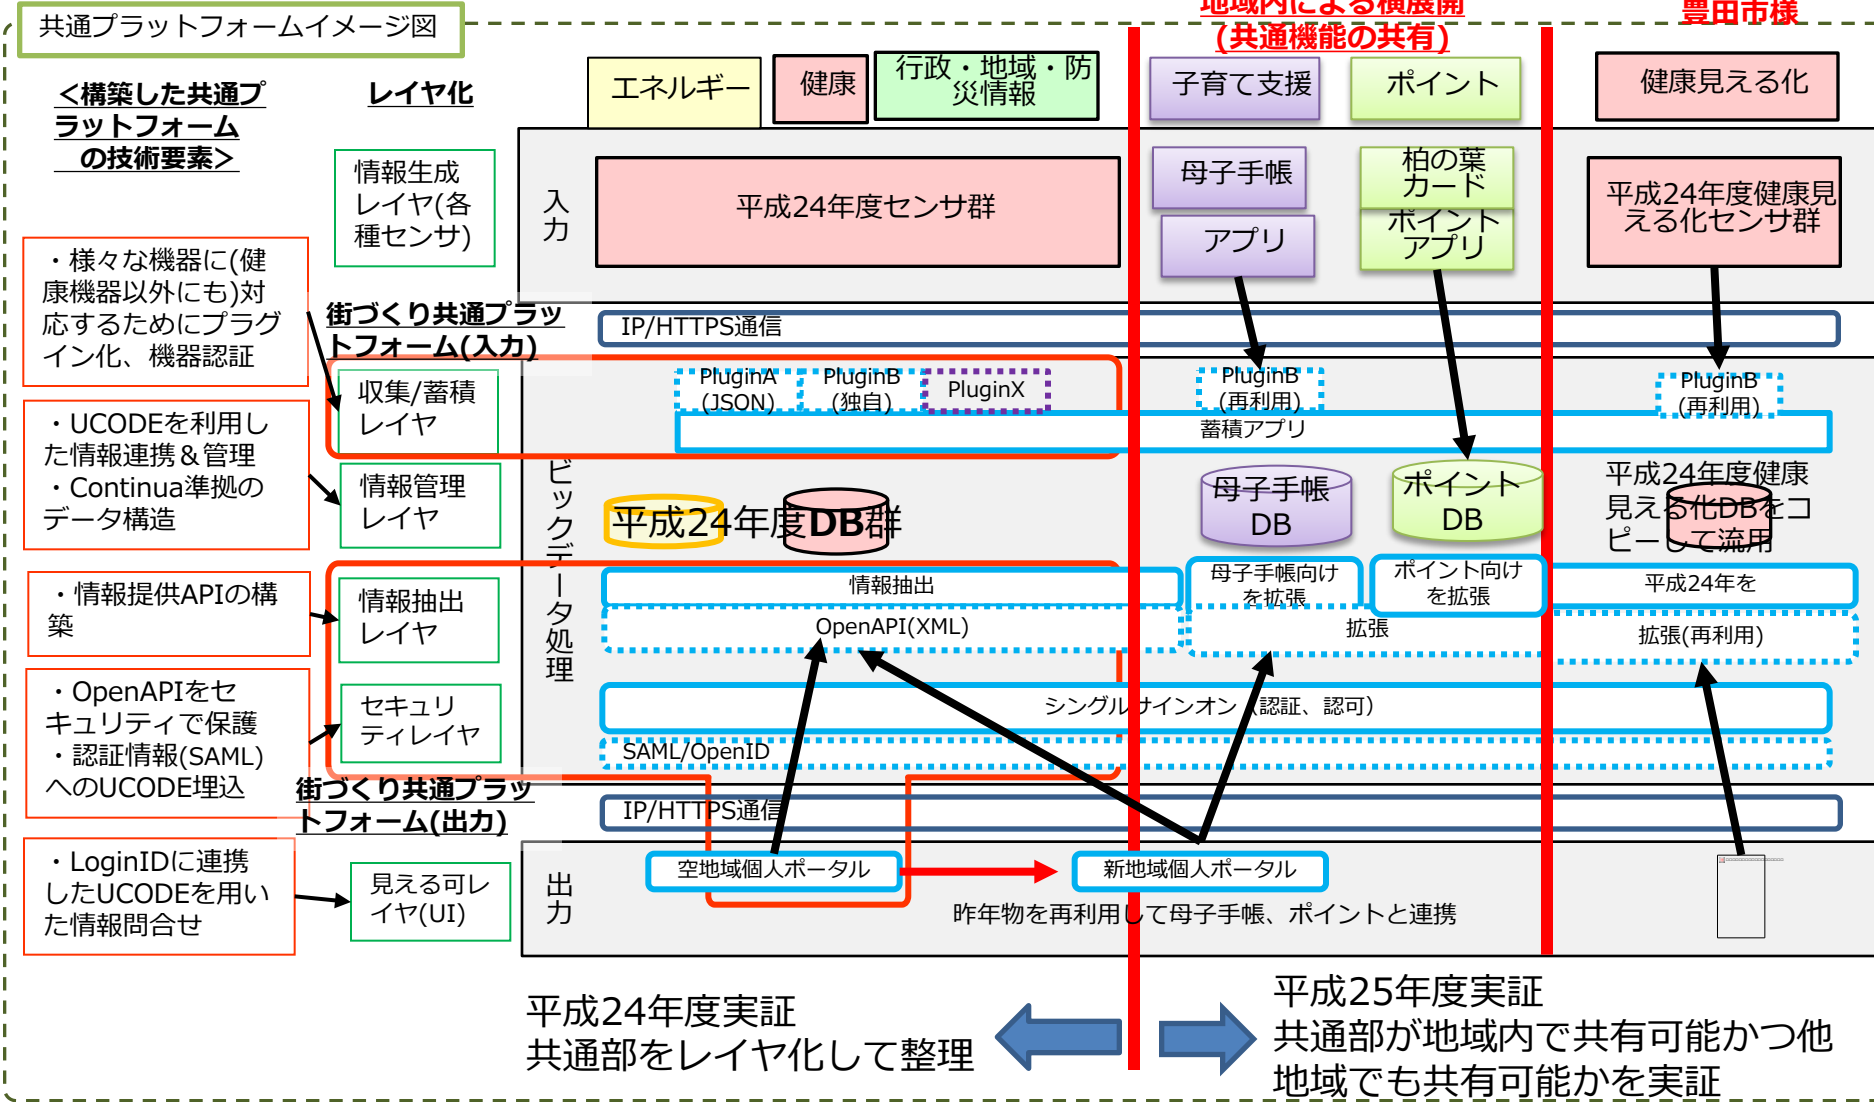 共通プラットフォームイメージ図
地域内による横展開
(共通機能の共有)
豊田市様
<構築した共通プ
ラットフォーム
の技術要素>
レイヤ化
エネルギー
健康
行政・地域・防
災情報
子育て支援
ポイント
健康見える化
情報生成
レイヤ(各
種センサ)
入力
平成24年度センサ群
母子手帳
アプリ
柏の葉
カード
ポイント
アプリ
平成24年度健康見
える化センサ群
・様々な機器に(健
康機器以外にも)対
応するためにプラグ
イン化、機器認証
街づくり共通プラッ
トフォーム(入力)
IP/HTTPS通信
収集/蓄積
レイヤ
PluginA
(JSON)
PluginB
(独自)
PluginX
PluginB
(再利用)
PluginB
(再利用)
蓄積アプリ
・UCODEを利用し
た情報連携＆管理
・Continua準拠の
データ構造
情報管理
レイヤ
ビックデータ処理
平成24年度DB群
母子手帳
DB
ポイント
DB
平成24年度健康
見える化DBをコ
ピーして流用
・情報提供APIの構
築
情報抽出
レイヤ
情報抽出
母子手帳向け
を拡張
ポイント向け
を拡張
平成24年を
OpenAPI(XML)
拡張
拡張(再利用)
・OpenAPIをセ
キュリティで保護
・認証情報(SAML)
へのUCODE埋込
セキュリ
ティレイヤ
シングルサインオン（認証、認可）
SAML/OpenID
街づくり共通プラッ
トフォーム(出力)
IP/HTTPS通信
・LoginIDに連携
したUCODEを用い
た情報問合せ
見える可レ
イヤ(UI)
出力
空地域個人ポータル
新地域個人ポータル
昨年物を再利用して母子手帳、ポイントと連携
平成24年度実証
共通部をレイヤ化して整理
平成25年度実証
共通部が地域内で共有可能かつ他
地域でも共有可能かを実証